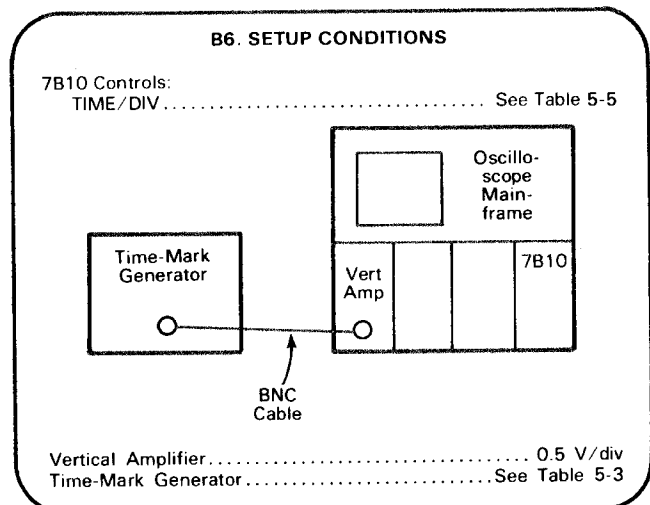 B6. SETUP CONDITIONS
7B10 Controls:
TIME/DIV.................................. See Table 5-5
Oscillo-
scope
Main-
frame
Time-Mark
Generator
Vert
Amp
7B10
BNC
Cable
Vertical Amplifier.................................. 0.5 V/div
Time-Mark Generator..........................See Table 5-3